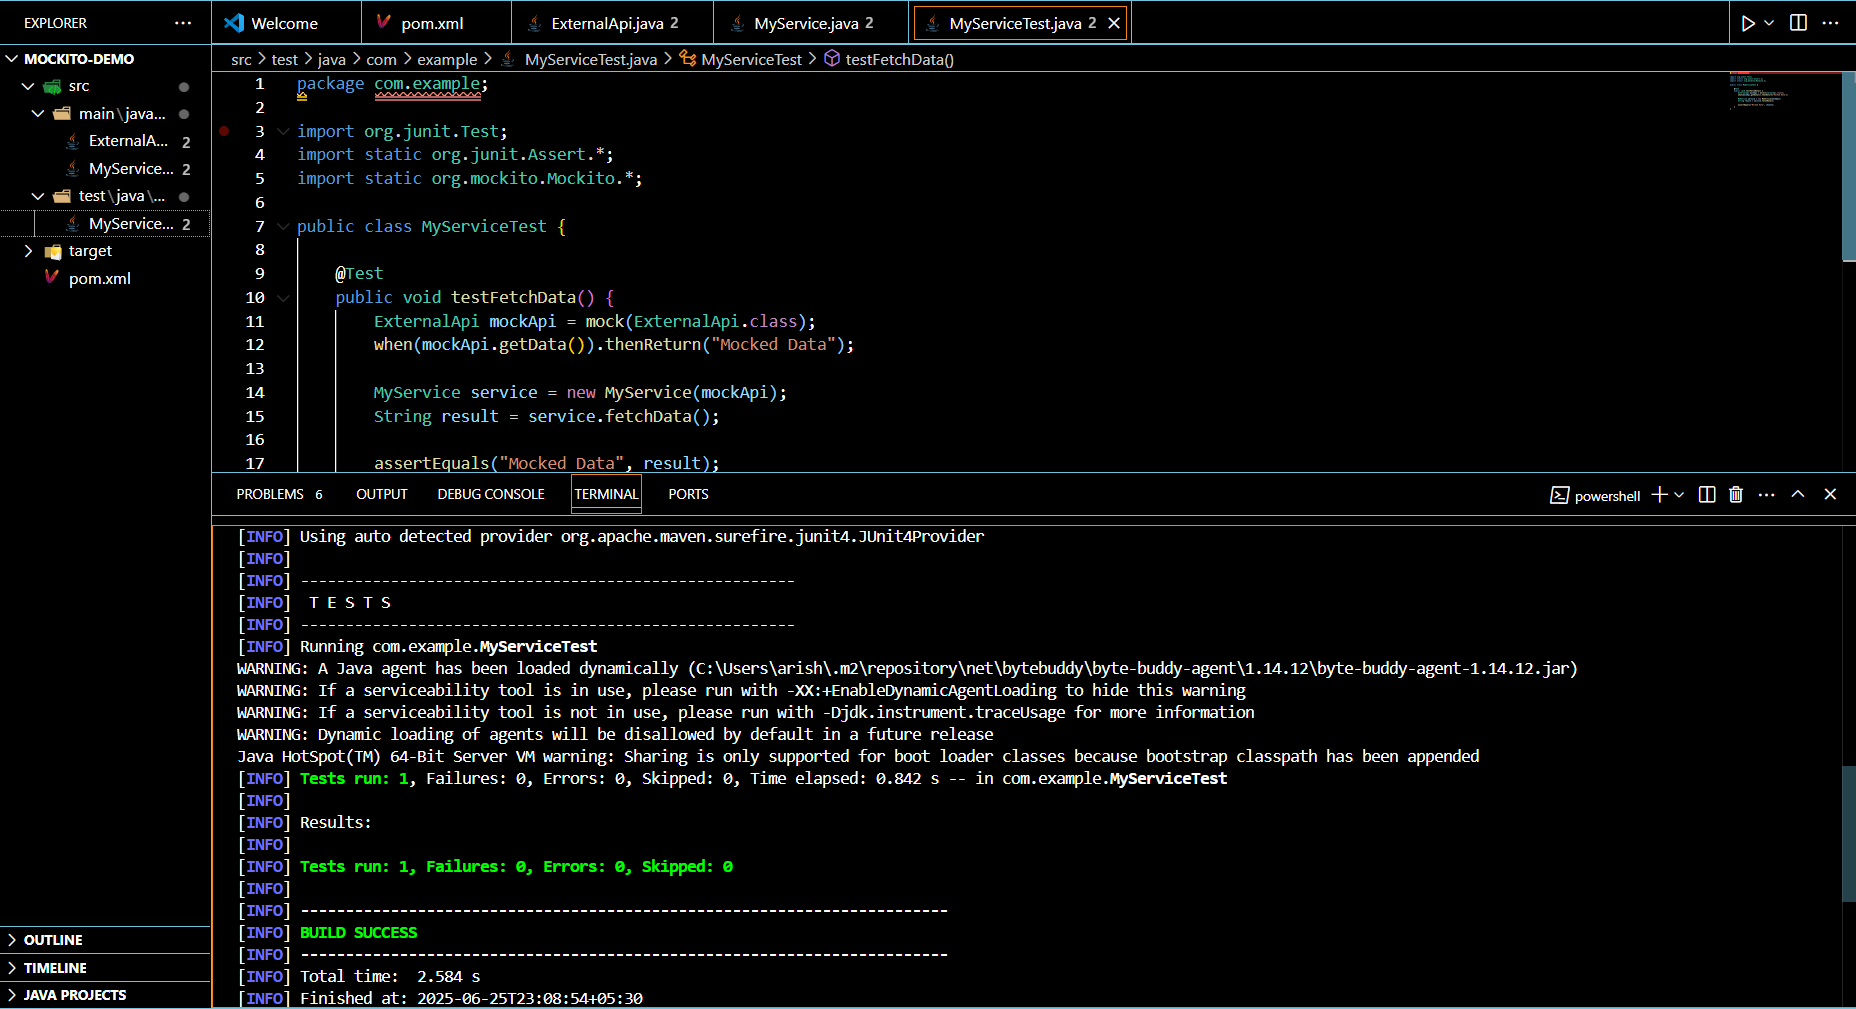 EXPLORER ···
MOCKITO-DEMO
src
main\java...
ExternalA... 2
MyService... 2
test\java\...
MyService... 2
target
pom.xml
OUTLINE
TIMELINE
JAVA PROJECTS
Welcome pom.xml ExternalApi.java 2 MyService.java 2 MyServiceTest.java 2
src > test > java > com > example > MyServiceTest.java > MyServiceTest > testFetchData()
1 package com.example;
2
3 import org.junit.Test;
4 import static org.junit.Assert.*;
5 import static org.mockito.Mockito.*;
6
7 public class MyServiceTest {
8
9 @Test
10 public void testFetchData() {
11 ExternalApi mockApi = mock(ExternalApi.class);
12 when(mockApi.getData()).thenReturn("Mocked Data");
13
14 MyService service = new MyService(mockApi);
15 String result = service.fetchData();
16
17 assertEquals("Mocked Data", result);
PROBLEMS 6 OUTPUT DEBUG CONSOLE TERMINAL PORTS powershell
[INFO] Using auto detected provider org.apache.maven.surefire.junit4.JUnit4Provider
[INFO]
[INFO] -------------------------------------------------------
[INFO]  T E S T S
[INFO] -------------------------------------------------------
[INFO] Running com.example.MyServiceTest
WARNING: A Java agent has been loaded dynamically (C:\Users\arish\.m2\repository\net\bytebuddy\byte-buddy-agent\1.14.12\byte-buddy-agent-1.14.12.jar)
WARNING: If a serviceability tool is in use, please run with -XX:+EnableDynamicAgentLoading to hide this warning
WARNING: If a serviceability tool is not in use, please run with -Djdk.instrument.traceUsage for more information
WARNING: Dynamic loading of agents will be disallowed by default in a future release
Java HotSpot(TM) 64-Bit Server VM warning: Sharing is only supported for boot loader classes because bootstrap classpath has been appended
[INFO] Tests run: 1, Failures: 0, Errors: 0, Skipped: 0, Time elapsed: 0.842 s -- in com.example.MyServiceTest
[INFO]
[INFO] Results:
[INFO]
[INFO] Tests run: 1, Failures: 0, Errors: 0, Skipped: 0
[INFO]
[INFO] ------------------------------------------------------------------------
[INFO] BUILD SUCCESS
[INFO] ------------------------------------------------------------------------
[INFO] Total time:  2.584 s
[INFO] Finished at: 2025-06-25T23:08:54+05:30